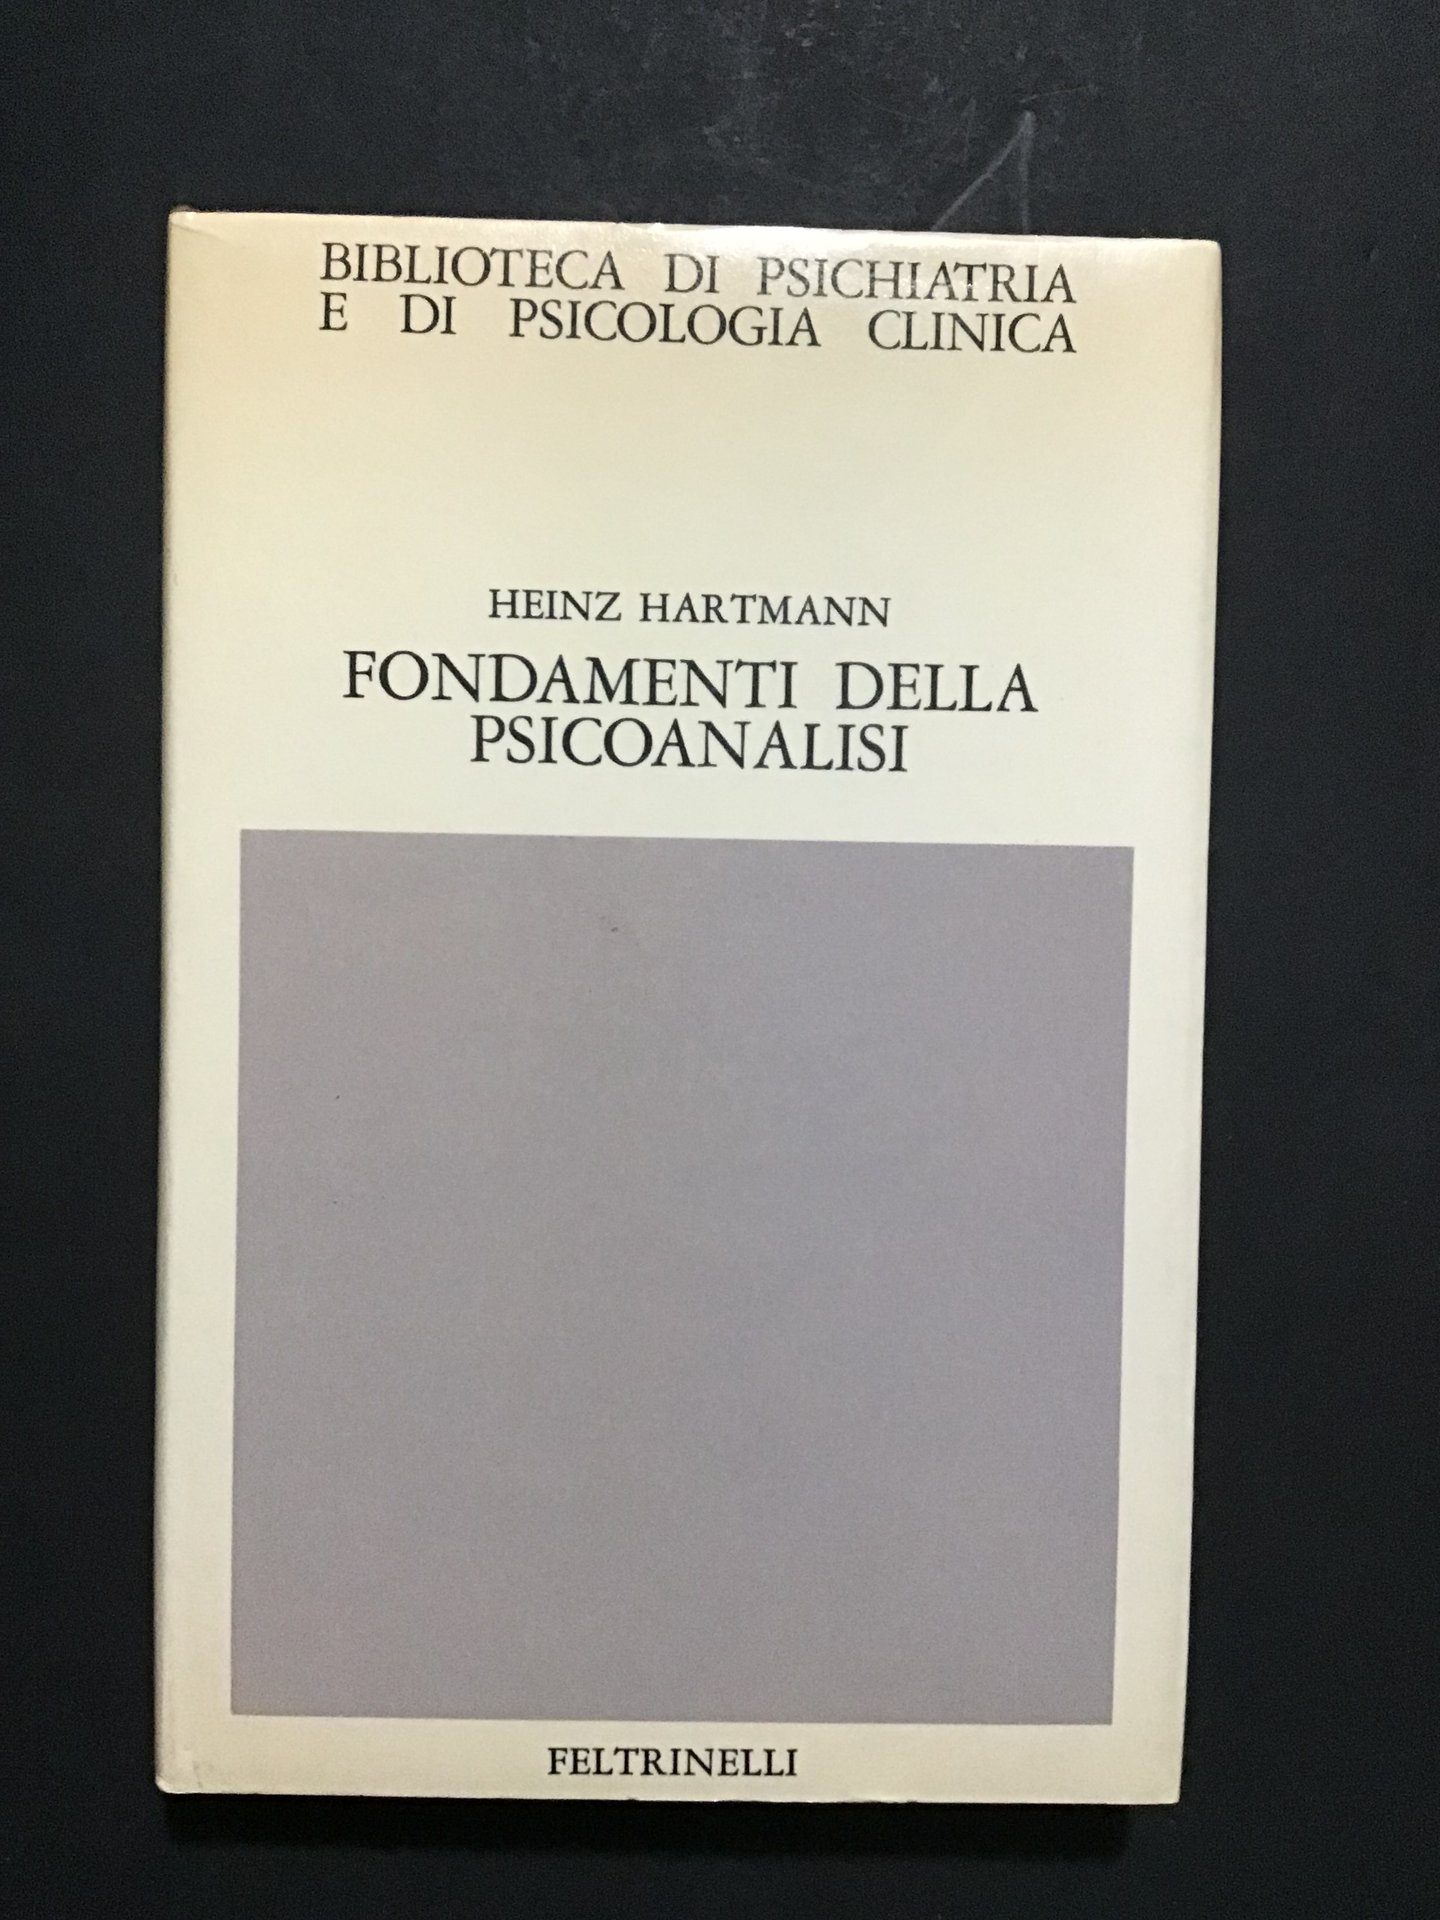 BIBLIOTECA DI PSICHIATRIA
E DI PSICOLOGIA CLINICA
HEINZ HARTMANN
FONDAMENTI DELLA
PSICOANALISI
FELTRINELLI